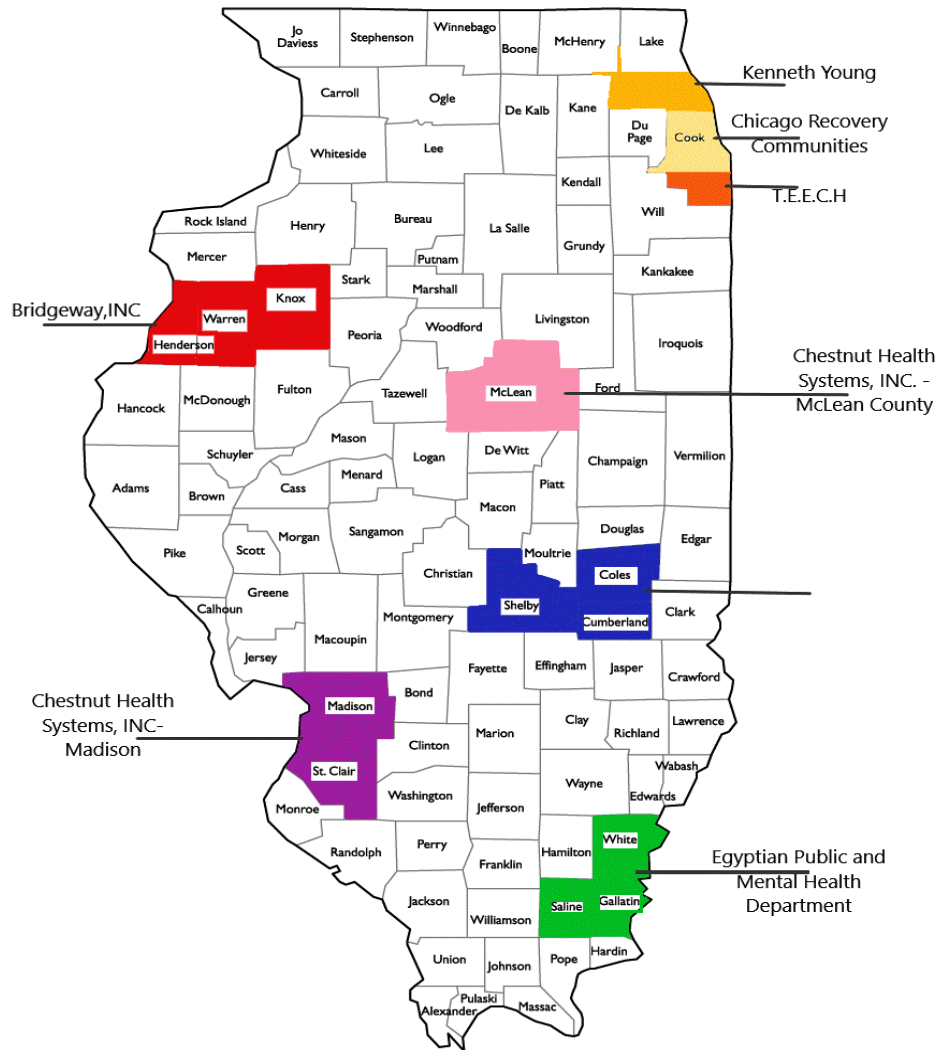 Jo
Daviess
Stephenson
Winnebago
Boone
McHenry
Lake
Kenneth Young
Carroll
Ogle
De Kalb
Kane
Chicago Recovery
Communities
Du
Page
Cook
Whiteside
Lee
Kendall
T.E.E.C.H
Will
Rock Island
Henry
Bureau
La Salle
Putnam
Grundy
Mercer
Kankakee
Stark
Marshall
Knox
Bridgeway,INC
Warren
Henderson
Peoria
Woodford
Livingston
Iroquois
Chestnut Health
Systems, INC. -
McLean County
McLean
Ford
Tazewell
Fulton
McDonough
Hancock
Mason
Logan
De Witt
Schuyler
Champaign
Vermilion
Menard
Cass
Piatt
Adams
Brown
Macon
Sangamon
Morgan
Douglas
Edgar
Scott
Pike
Moultrie
Christian
Coles
Greene
Shelby
Calhoun
Montgomery
Cumberland
Clark
Macoupin
Jersey
Fayette
Effingham
Jasper
Crawford
Chestnut Health
Systems, INC-
Madison
Madison
Bond
Clay
Lawrence
Marion
Richland
Clinton
St. Clair
Wabash
Wayne
Washington
Edwards
Monroe
Jefferson
White
Perry
Randolph
Hamilton
Franklin
Egyptian Public and
Mental Health
Department
Jackson
Saline
Gallatin
Williamson
Hardin
Union
Johnson
Pope
Pulaski
Alexander
Massac